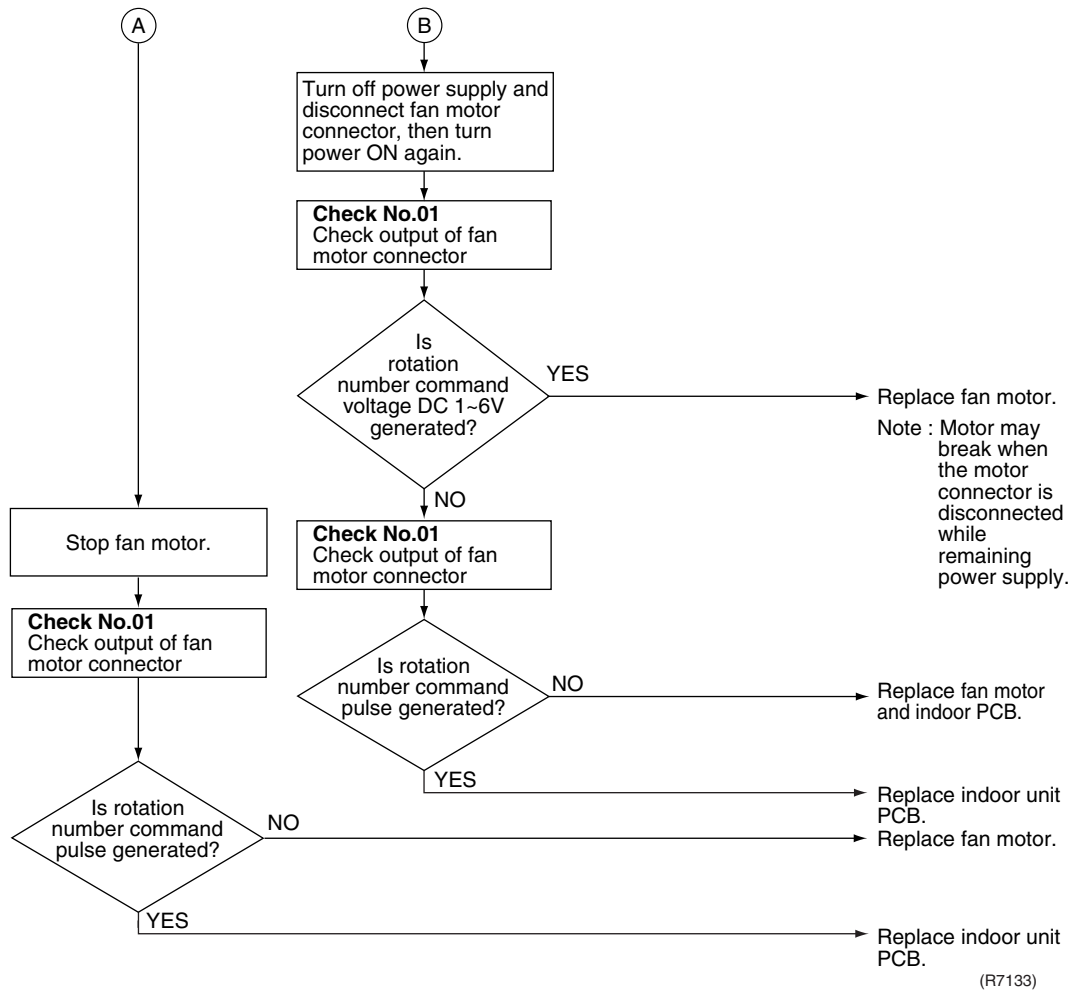 A
B
Turn off power supply and
disconnect fan motor
connector, then turn
power ON again.
Check No.01
Check output of fan
motor connector
Is
rotation
number command
voltage DC 1~6V
generated?
YES
Replace fan motor.
Note : Motor may
break when
the motor
connector is
disconnected
while
remaining
power supply.
NO
Stop fan motor.
Check No.01
Check output of fan
motor connector
Check No.01
Check output of fan
motor connector
Is rotation
number command
pulse generated?
NO
Replace fan motor
and indoor PCB.
YES
Replace indoor unit
PCB.
Is rotation
number command
pulse generated?
NO
Replace fan motor.
YES
Replace indoor unit
PCB.
(R7133)